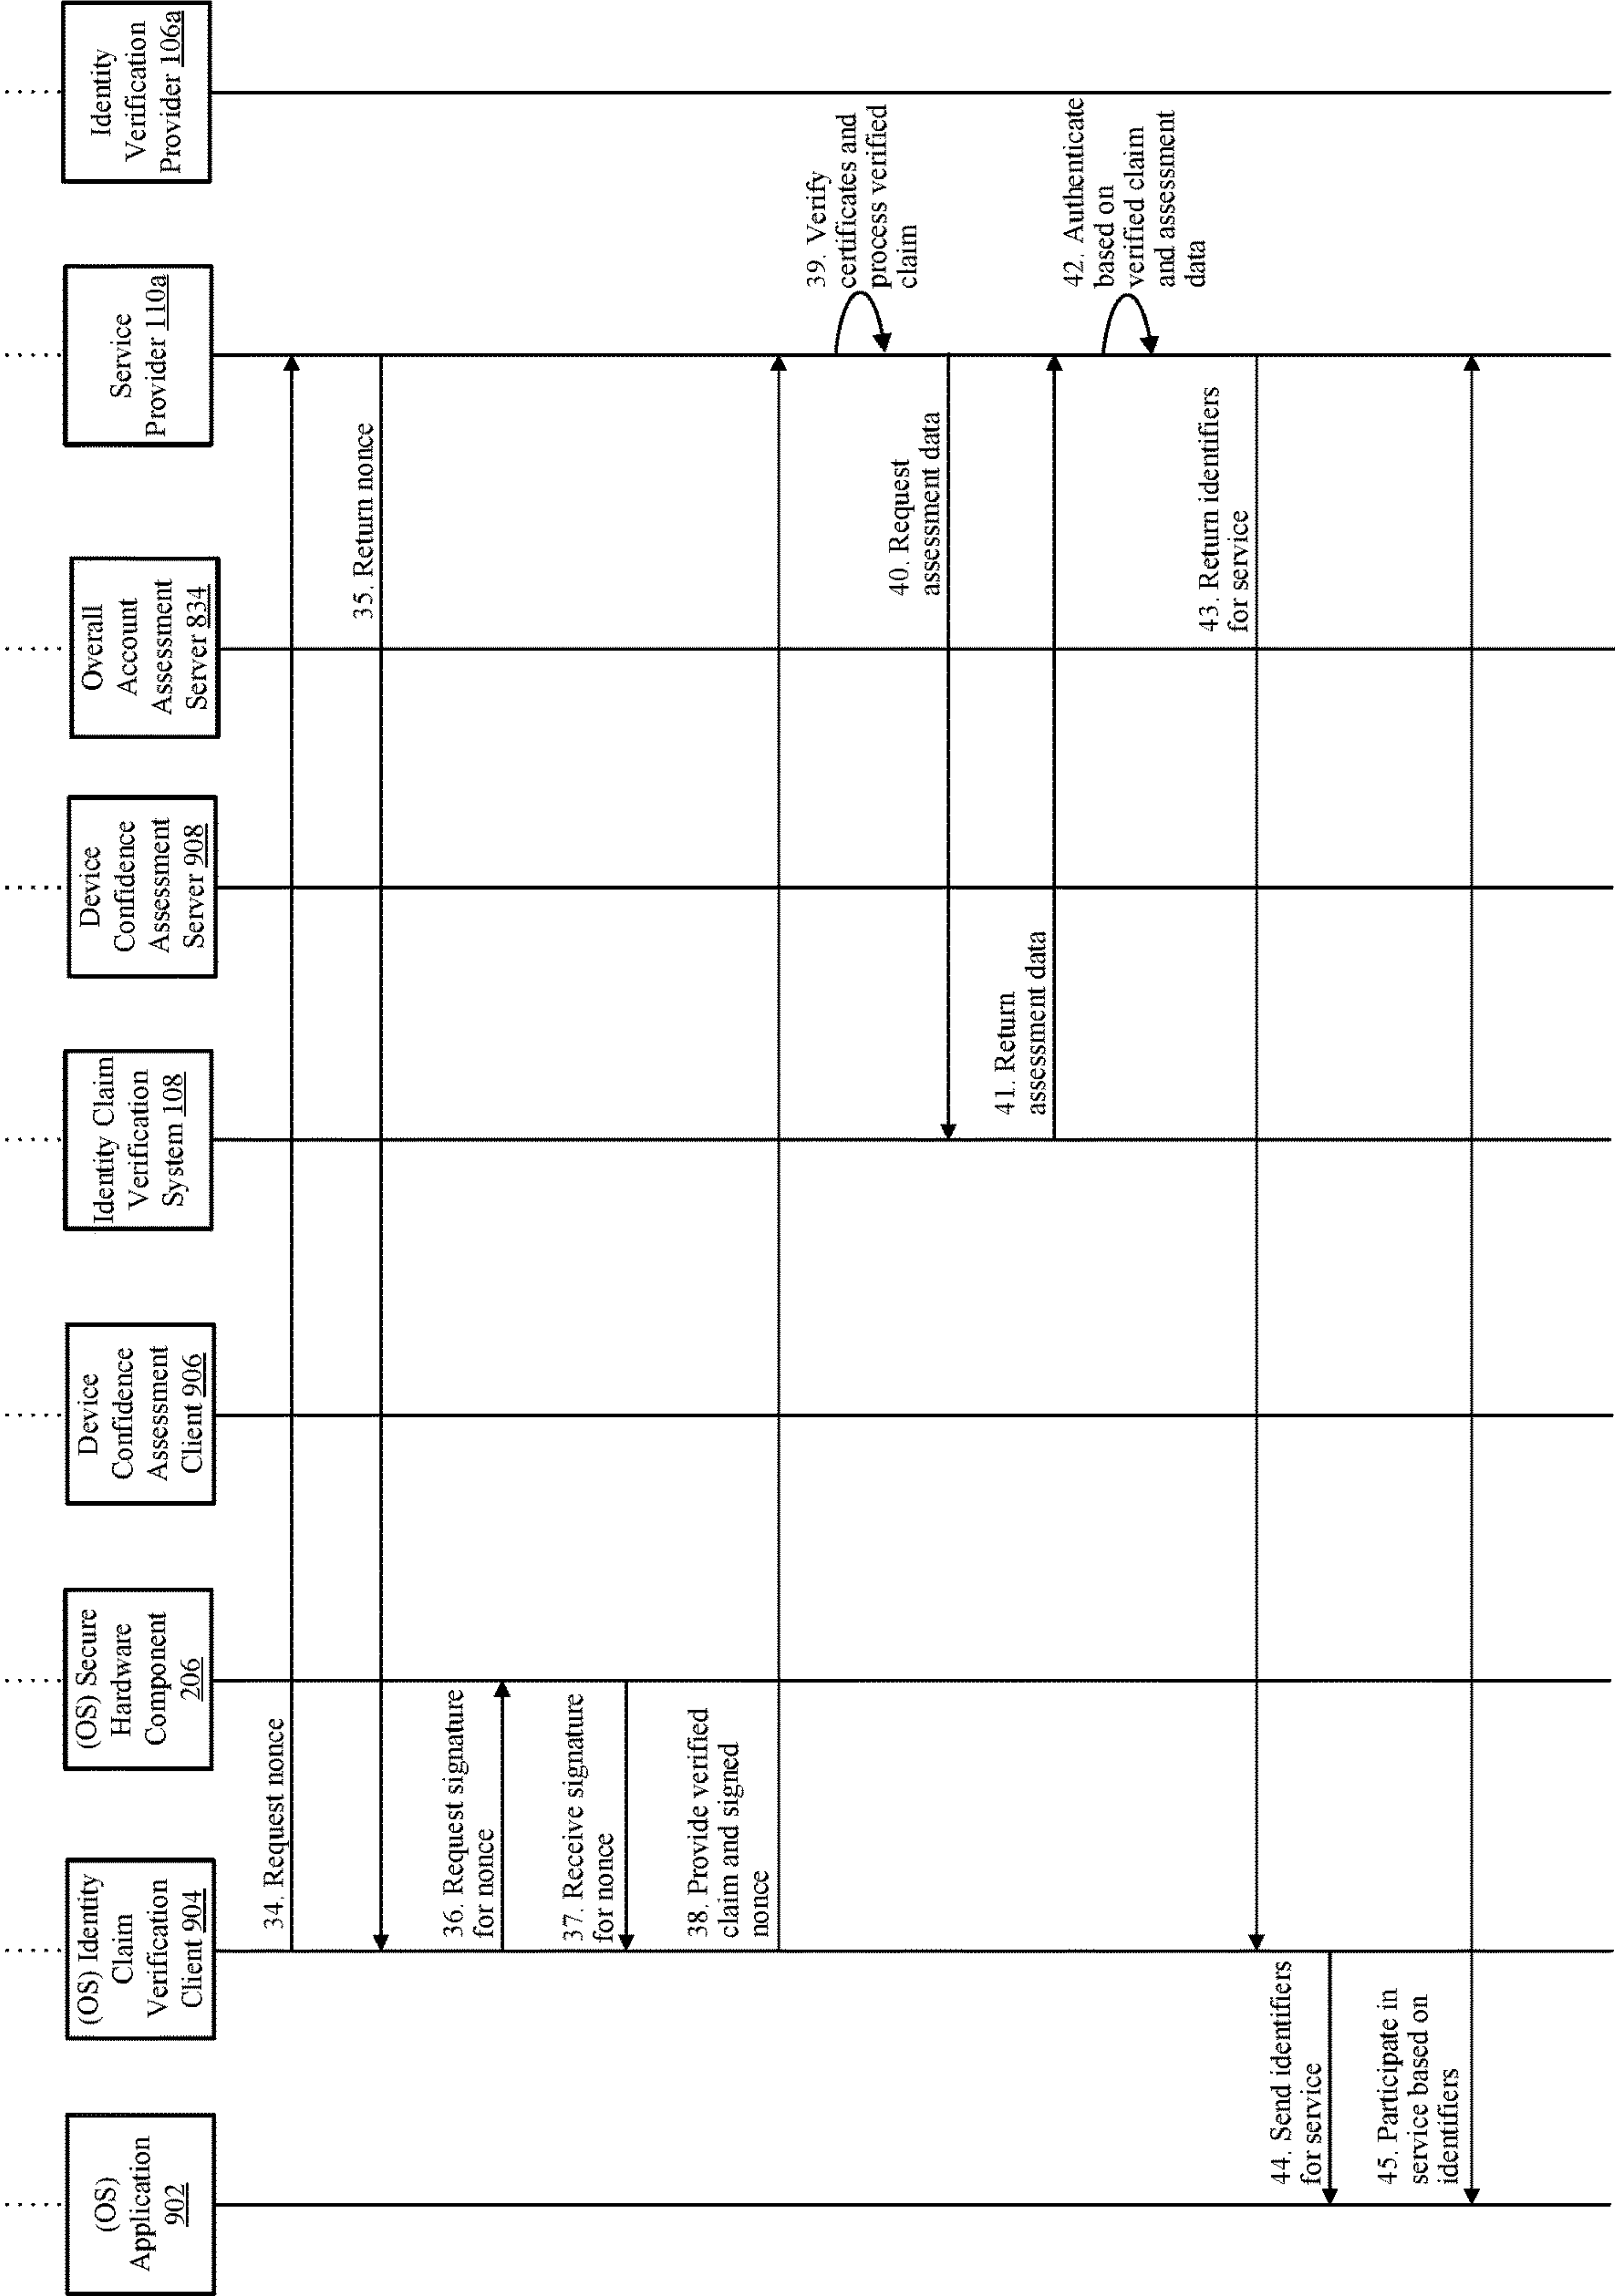 (OS)
Application
902
(OS) Identity
Claim
Verification
Client 904
(OS) Secure
Hardware
Component
206
Device
Confidence
Assessment
Client 906
Identity Claim
Verification
System 108
Device
Confidence
Assessment
Server 908
Overall
Account
Assessment
Server 834
Service
Provider 110a
Identity
Verification
Provider 106a
34. Request nonce
35. Return nonce
36. Request signature
for nonce
37. Receive signature
for nonce
38. Provide verified
claim and signed
nonce
39. Verify
certificates and
process verified
claim
40. Request
assessment data
41. Return
assessment data
42. Authenticate
based on
verified claim
and assessment
data
43. Return identifiers
for service
44. Send identifiers
for service
45. Participate in
service based on
identifiers